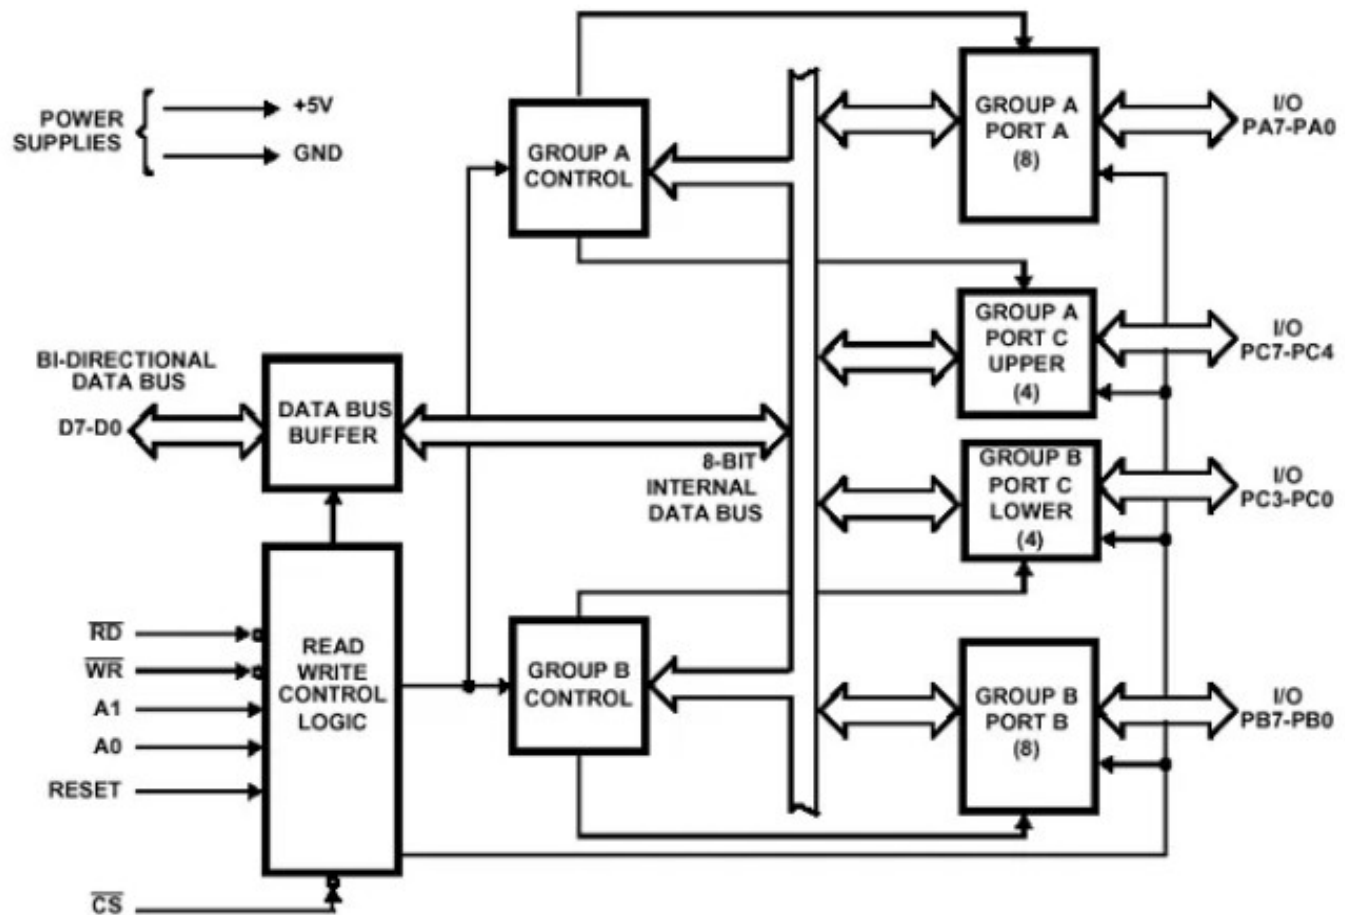 POWER
SUPPLIES
+5V
GND
GROUP A
CONTROL
GROUP A
PORT A
(8)
I/O
PA7-PA0
GROUP A
PORT C
UPPER
(4)
I/O
PC7-PC4
BI-DIRECTIONAL
DATA BUS
D7-D0
DATA BUS
BUFFER
8-BIT
INTERNAL
DATA BUS
GROUP B
PORT C
LOWER
(4)
I/O
PC3-PC0
RD
WR
A1
A0
RESET
CS
READ
WRITE
CONTROL
LOGIC
GROUP B
CONTROL
GROUP B
PORT B
(8)
I/O
PB7-PB0